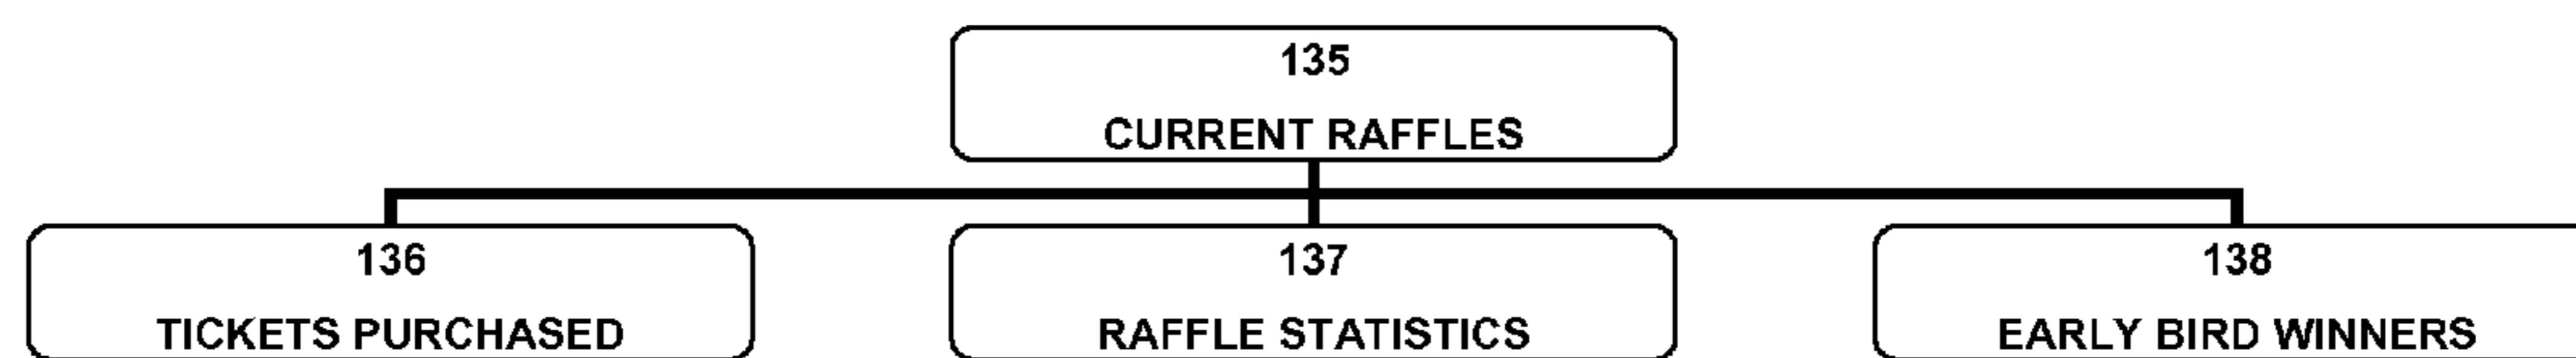 135
CURRENT RAFFLES
136
TICKETS PURCHASED
137
RAFFLE STATISTICS
138
EARLY BIRD WINNERS